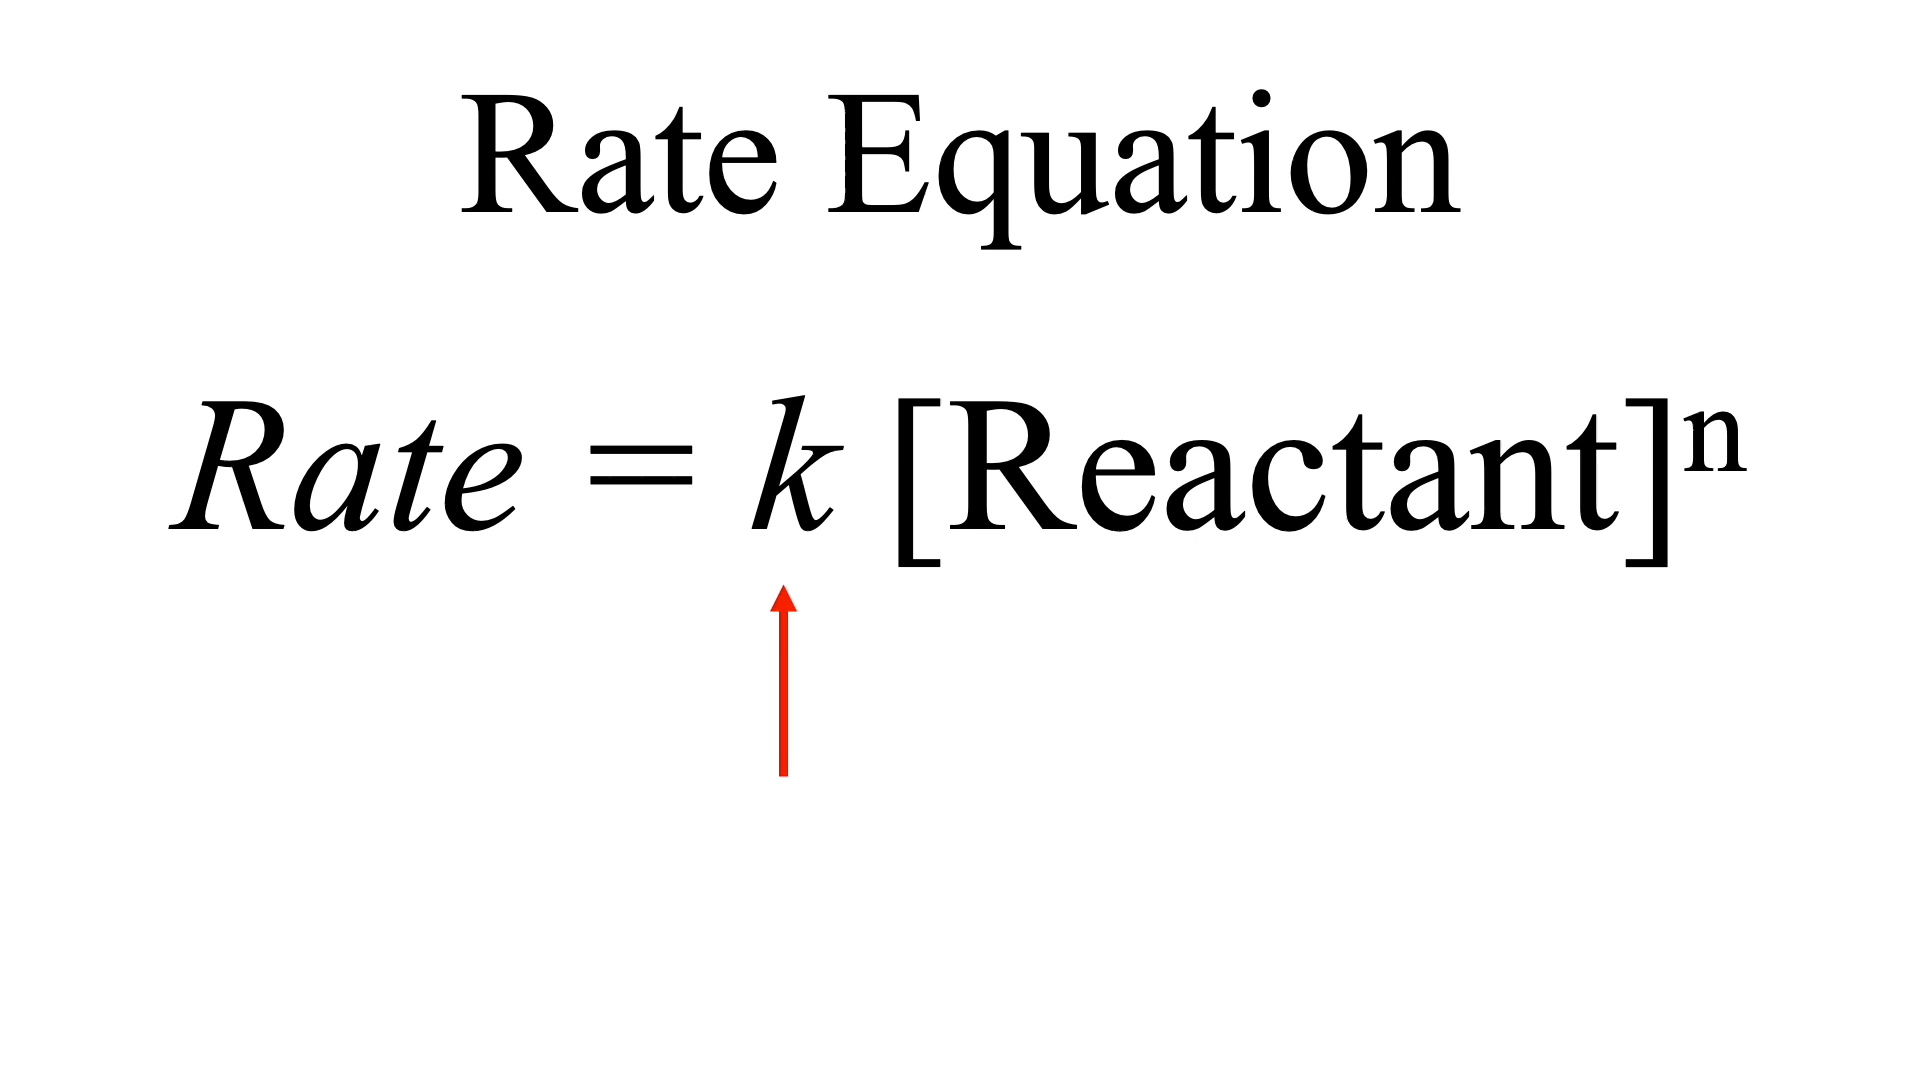 Rate Equation
Rate = k [Reactant]ⁿ